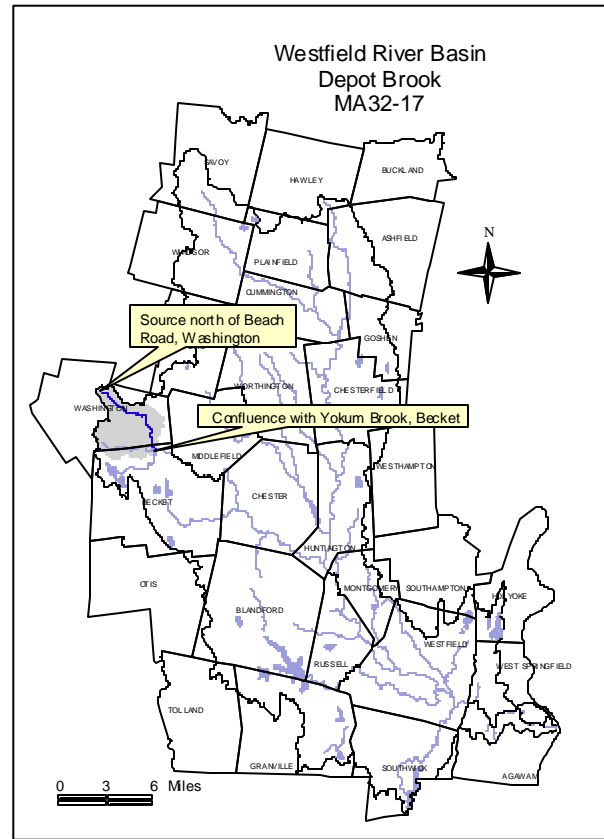 Westfield River Basin
Depot Brook
MA32-17
SAVOY
HAWLEY
BUCKLAND
N
WINDSOR
PLAINFIELD
ASHFIELD
CUMMINGTON
Source north of Beach
Road, Washington
GOSHEN
WORTHINGTON
CHESTERFIELD
WASHINGTON
Confluence with Yokum Brook, Becket
MIDDLEFIELD
WESTHAMPTON
BECKET
CHESTER
HUNTINGTON
OTIS
MONTGOMERY
SOUTHAMPTON
HOLYOKE
BLANDFORD
WESTFIELD
RUSSELL
WEST SPRINGFIELD
TOLLAND
GRANVILLE
SOUTHWICK
AGAWAM
0 3 6 Miles